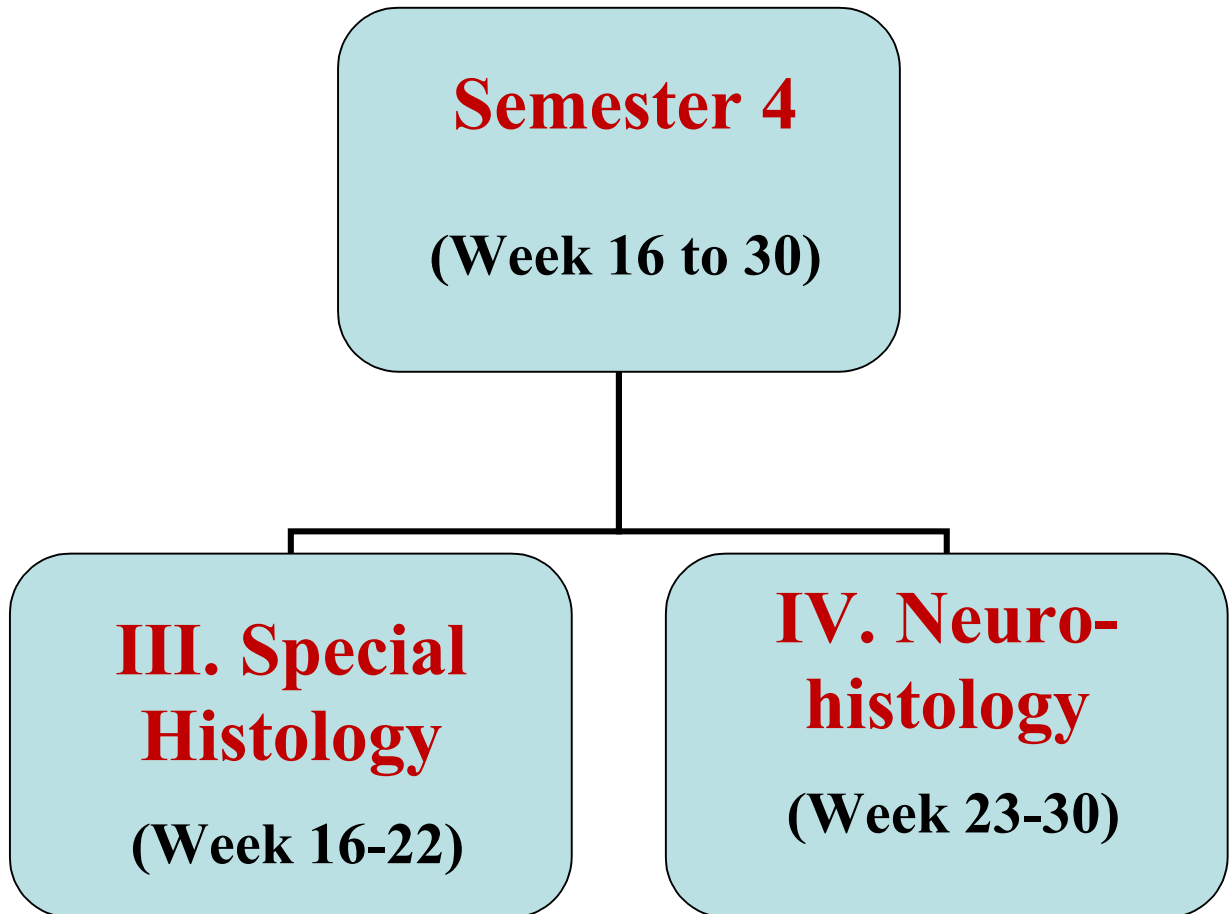 Semester 4
(Week 16 to 30)
III. Special
Histology
(Week 16-22)
IV. Neuro-
histology
(Week 23-30)